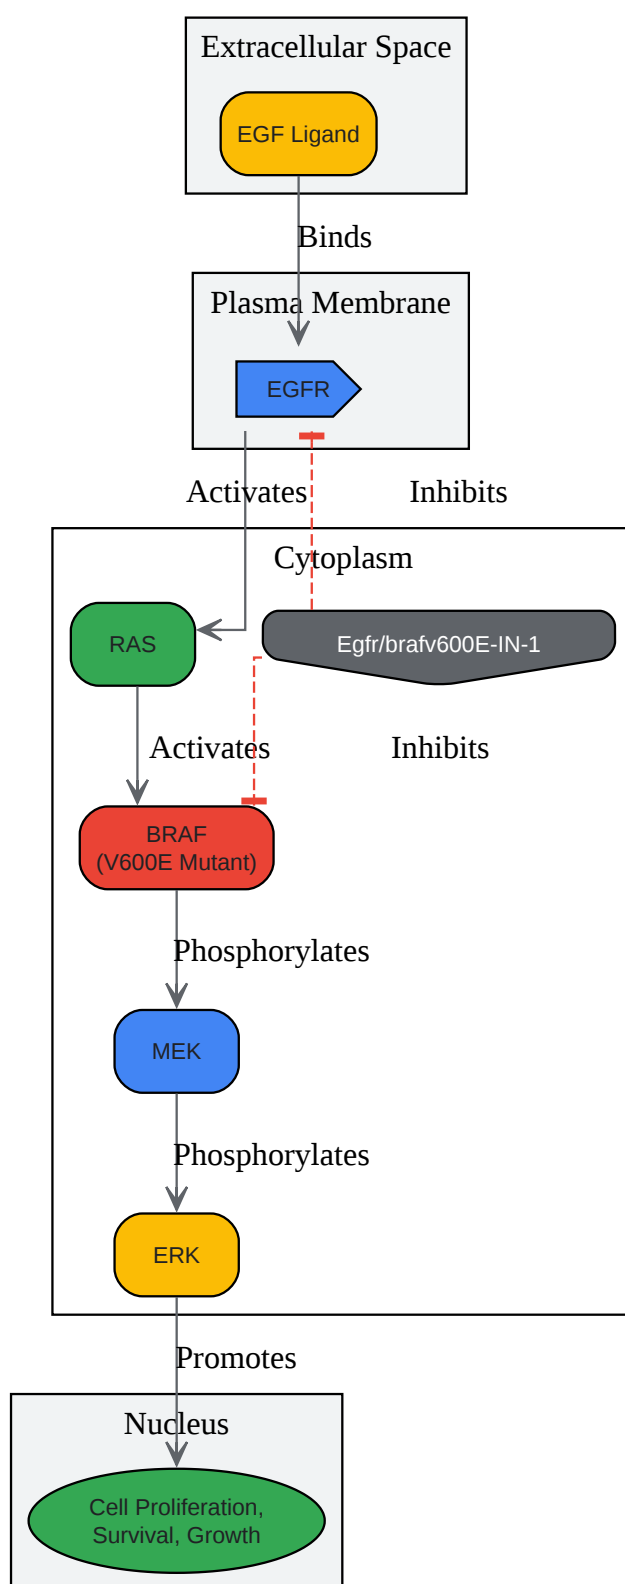 Extracellular Space
EGF Ligand
Binds
Plasma Membrane
EGFR
Activates
Inhibits
Cytoplasm
RAS
Egfr/brafv600E-IN-1
Activates
Inhibits
BRAF
(V600E Mutant)
Phosphorylates
MEK
Phosphorylates
ERK
Promotes
Nucleus
Cell Proliferation,
Survival, Growth